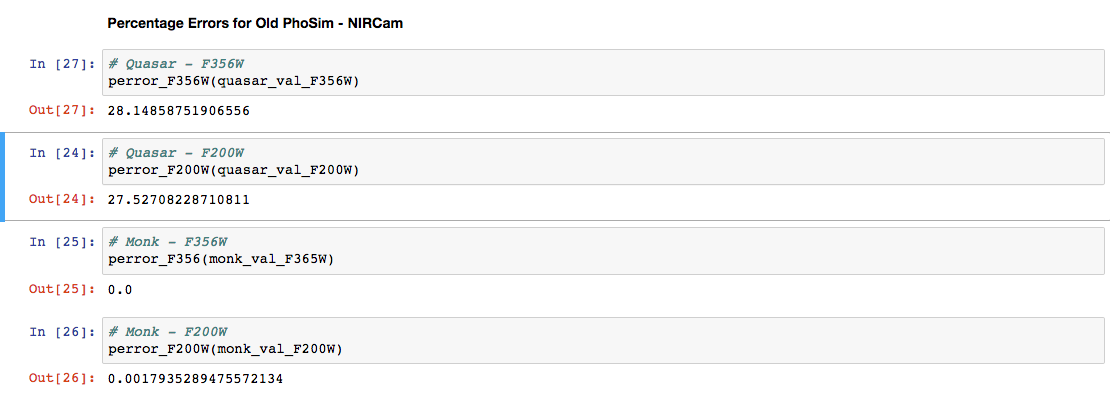 Percentage Errors for Old PhoSim - NIRCam
In [27]: # Quasar - F356W
perror_F356W(quasar_val_F356W)
Out[27]: 28.14858751906556
In [24]: # Quasar - F200W
perror_F200W(quasar_val_F200W)
Out[24]: 27.52708228710811
In [25]: # Monk - F356W
perror_F356(monk_val_F365W)
Out[25]: 0.0
In [26]: # Monk - F200W
perror_F200W(monk_val_F200W)
Out[26]: 0.0017935289475572134